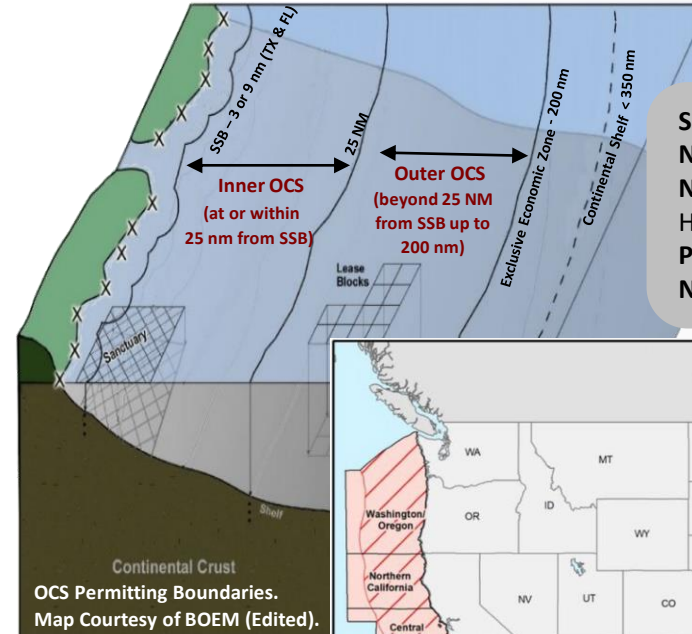 SSB – 3 or 9 nm (TX & FL)
25 NM
Exclusive Economic Zone - 200 nm
Continental Shelf < 350 nm
Inner OCS
(at or within
25 nm from SSB)
Outer OCS
(beyond 25 NM
from SSB up to
200 nm)
S
N
N
H
P
N
Lease
Blocks
Sanctuary
Shelf
Continental Crust
OCS Permitting Boundaries.
Map Courtesy of BOEM (Edited).
WA
MT
OR
ID
WY
NV
UT
CO
Washington/
Oregon
Northern
California
Central